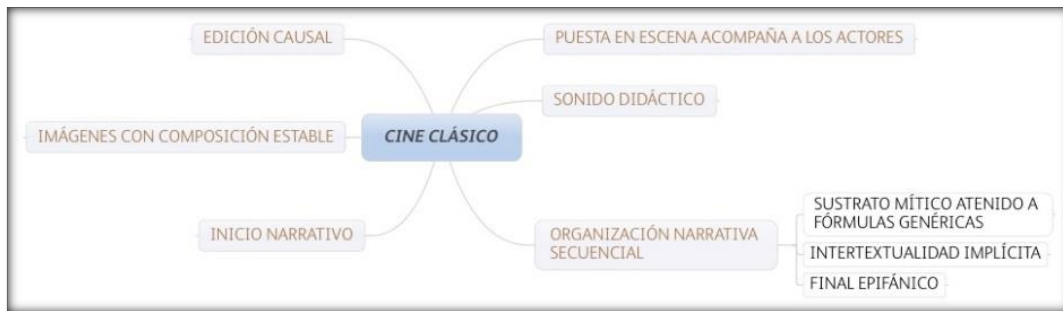 EDICIÓN CAUSAL
PUESTA EN ESCENA ACOMPAÑA A LOS ACTORES
SONIDO DIDÁCTICO
IMÁGENES CON COMPOSICIÓN ESTABLE
CINE CLÁSICO
INICIO NARRATIVO
ORGANIZACIÓN NARRATIVA
SECUENCIAL
SUSTRATO MÍTICO ATENIDO A
FÓRMULAS GENÉRICAS
INTERTEXTUALIDAD IMPLÍCITA
FINAL EPIFÁNICO